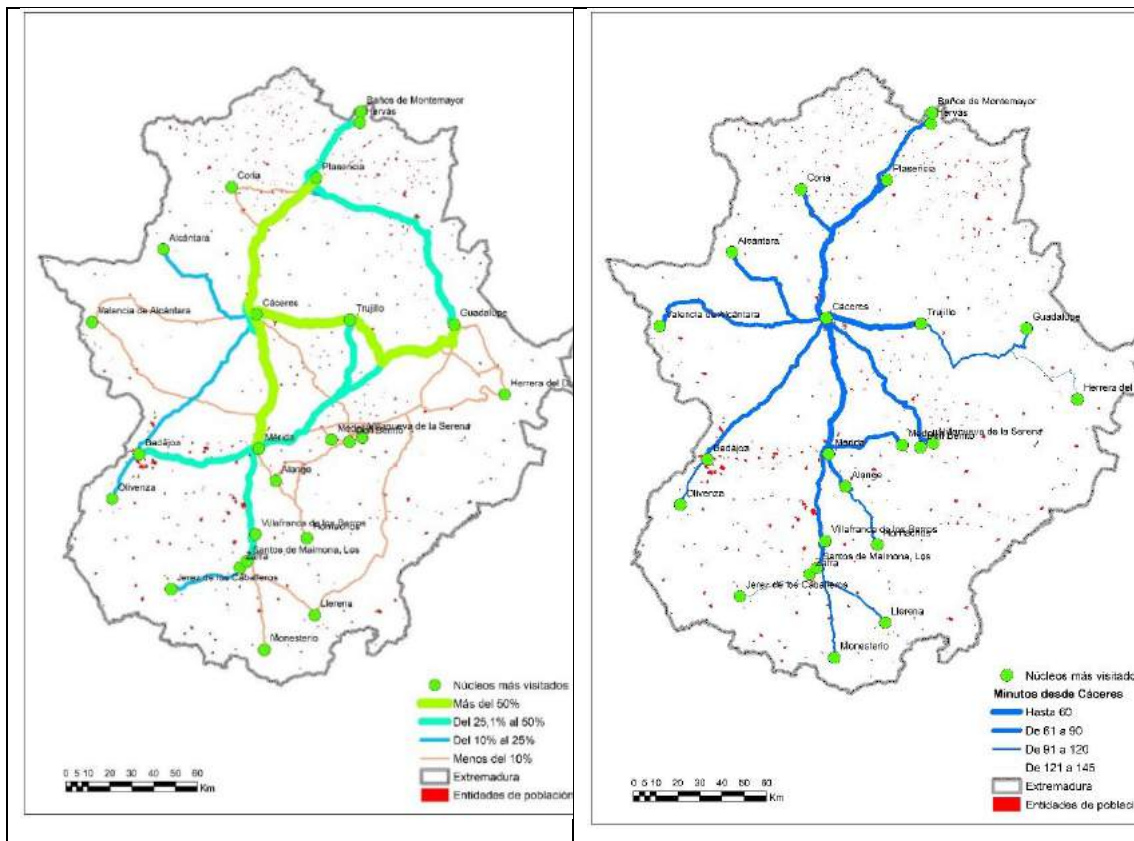 Baños de Montemayor
Hervás
Plasencia
Coria
Alcántara
Cáceres
Trujillo
Guadalupe
Valencia de Alcántara
Herrera del D
Mérida
Villanueva de la Serena
Don Benito
Badajoz
Alange
Olivenza
Villafranca de los Barros
Hornachos
Santos de Maimona, Los
Zafra
Jerez de los Caballeros
Llerena
Monesterio
Núcleos más visitados
Más del 50%
Del 25,1% al 50%
Del 10% al 25%
Menos del 10%
Extremadura
Entidades de población
0 5 10 20 30 40 50 60
Km
Baños de Montemayor
Hervás
Plasencia
Coria
Alcántara
Cáceres
Trujillo
Guadalupe
Valencia de Alcántara
Herrera del
Villanueva de la Serena
Don Benito
Mérida
Badajoz
Alange
Olivenza
Villafranca de los Barros
Hornachos
Santos de Maimona, Los
Zafra
Jerez de los Caballeros
Llerena
Monesterio
Núcleos más visitado
Minutos desde Cáceres
Hasta 60
De 61 a 90
De 91 a 120
De 121 a 145
Extremadura
Entidades de població
0 5 10 20 30 40 50 60
Km